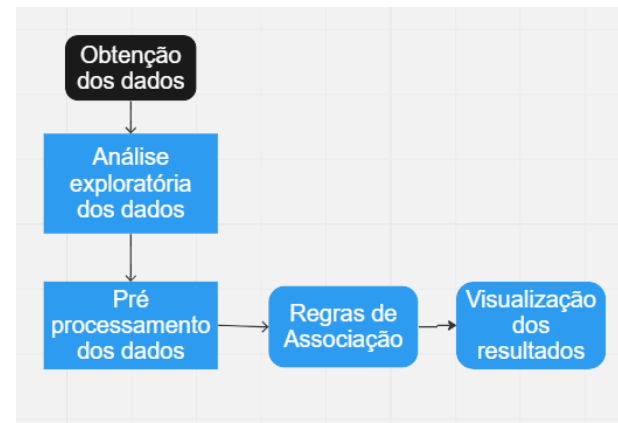 Obtenção
dos dados
Análise
exploratória
dos dados
Pré
processamento
dos dados
Regras de
Associação
Visualização
dos
resultados